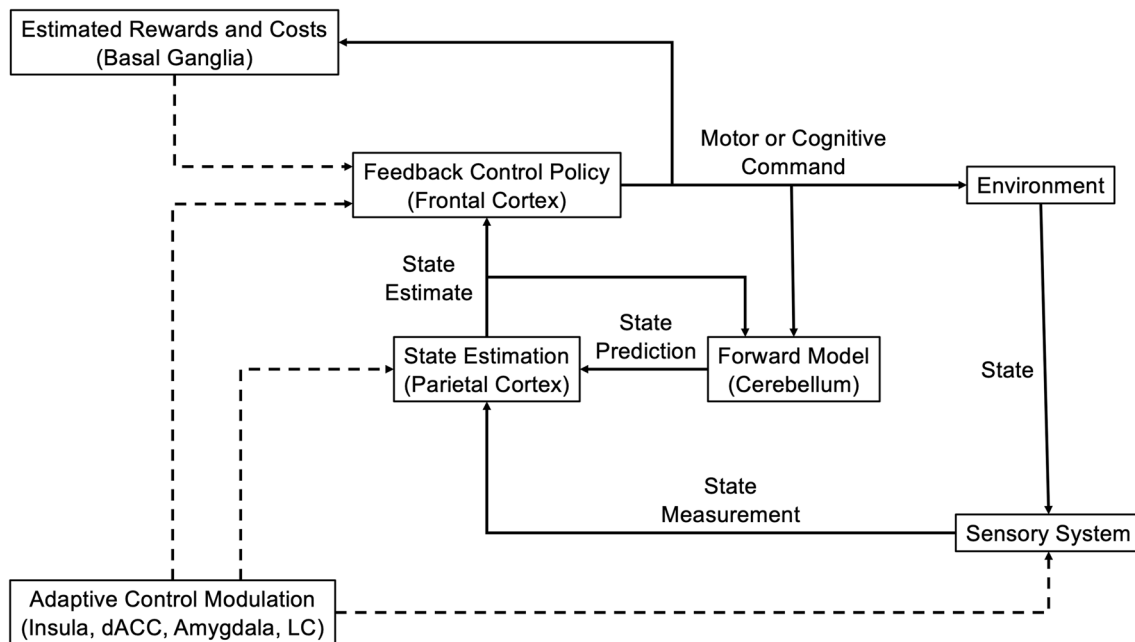 Estimated Rewards and Costs
(Basal Ganglia)
Motor or Cognitive
Command
Feedback Control Policy
(Frontal Cortex)
Environment
State
Estimate
State
Prediction
State Estimation
(Parietal Cortex)
Forward Model
(Cerebellum)
State
State
Measurement
Sensory System
Adaptive Control Modulation
(Insula, dACC, Amygdala, LC)